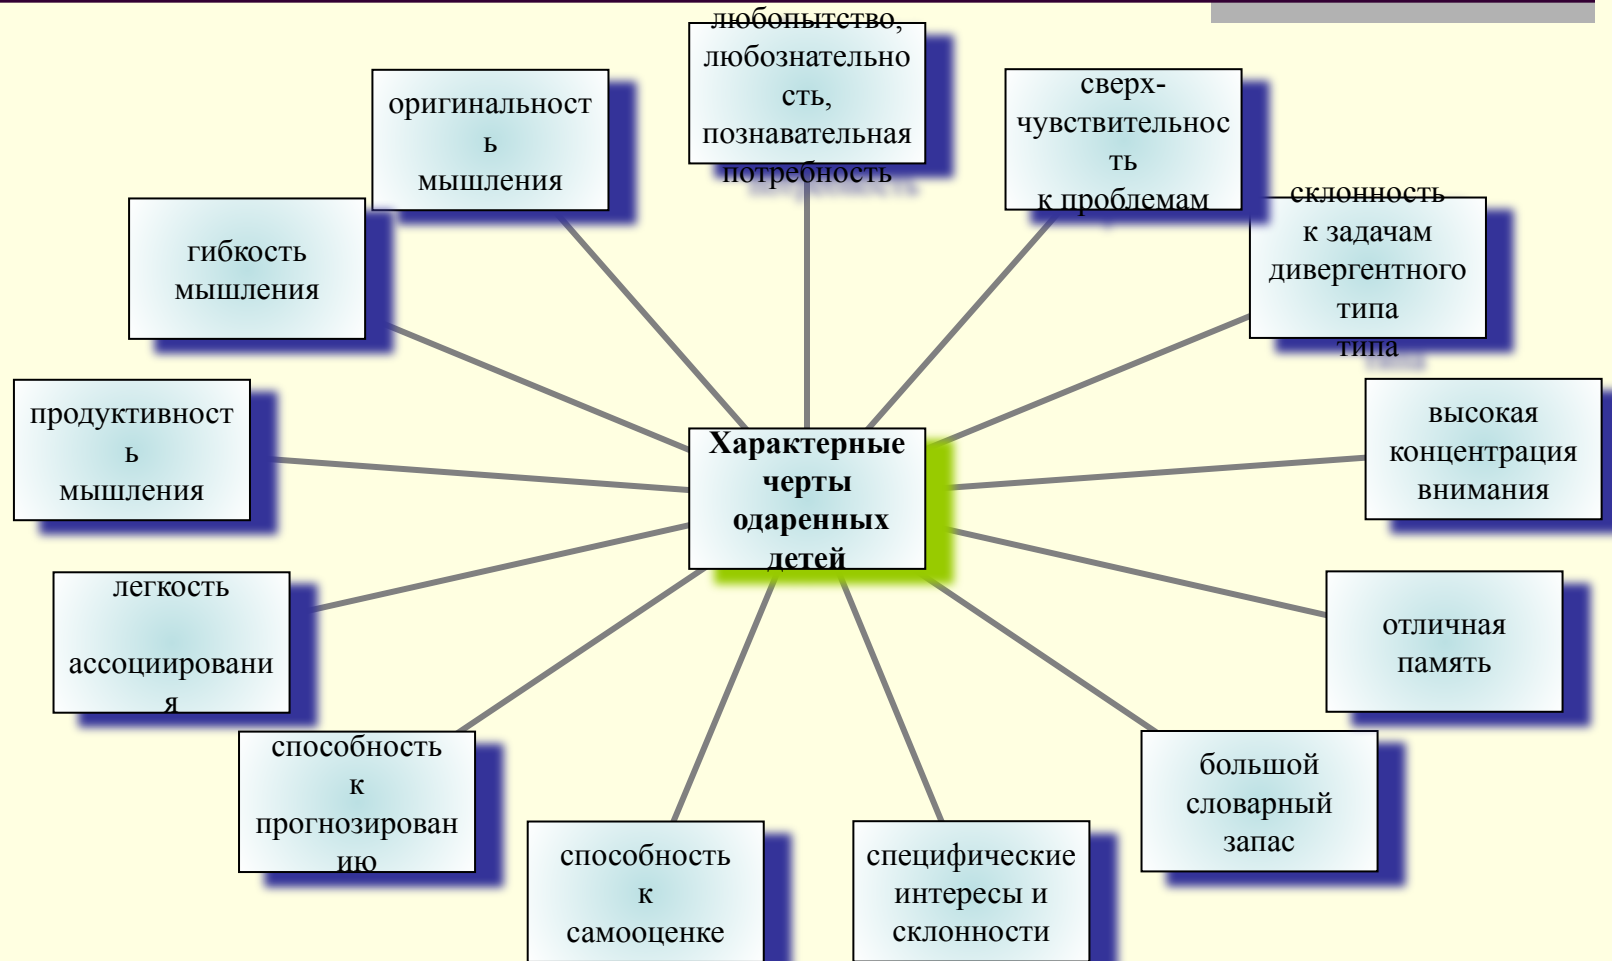 любопытство,
любознательно
сть,
познавательная
потребность
сверх-
чувствительнос
ть
к проблемам
склонность
к задачам
дивергентного
типа
типа
высокая
концентрация
внимания
отличная
память
большой
словарный
запас
специфические
интересы и
склонности
способность
к
самооценке
способность
к
прогнозирован
ию
легкость
ассоциировани
я
продуктивност
ь
мышления
гибкость
мышления
оригинальност
ь
мышления
Характерные
черты
одаренных
детей